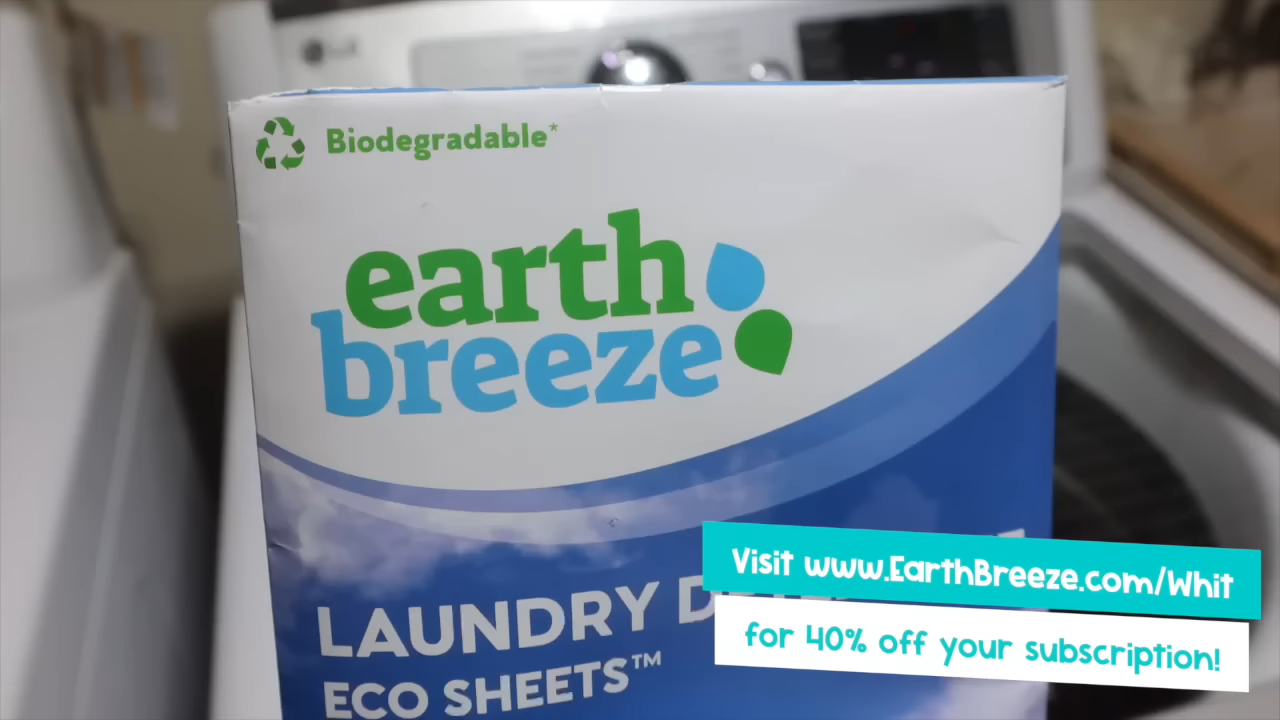 Biodegradable*
earth
breeze
LAUNDRY
ECO SHEETS™
Visit www.EarthBreeze.com/Whit
for 40% off your subscription!